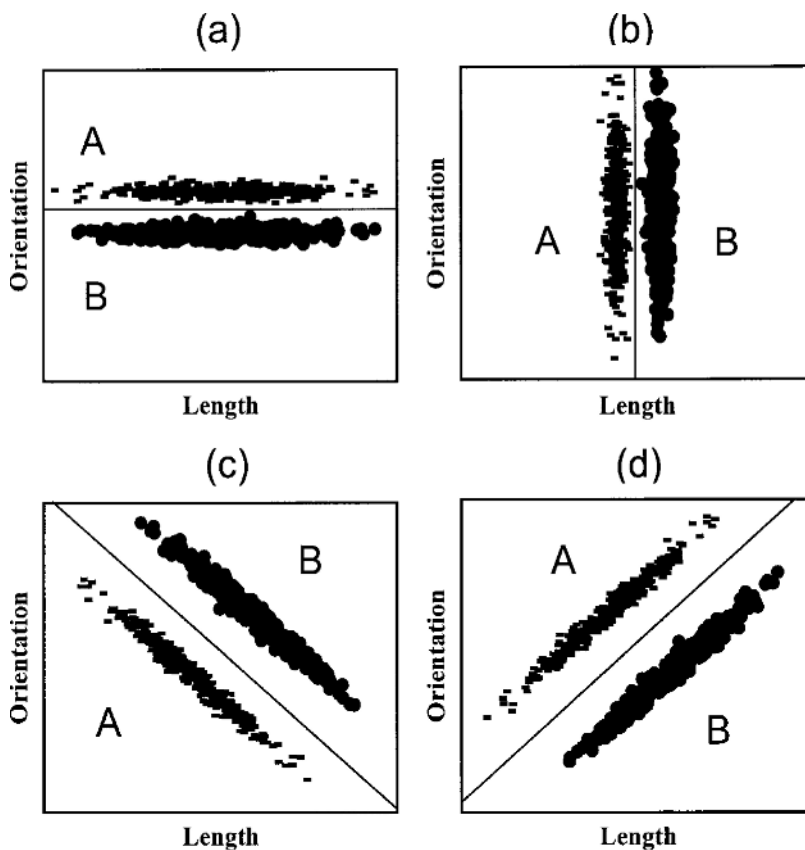 (a)
A
B
Orientation
Length
(b)
A
B
Orientation
Length
(c)
B
A
Orientation
Length
(d)
A
B
Orientation
Length